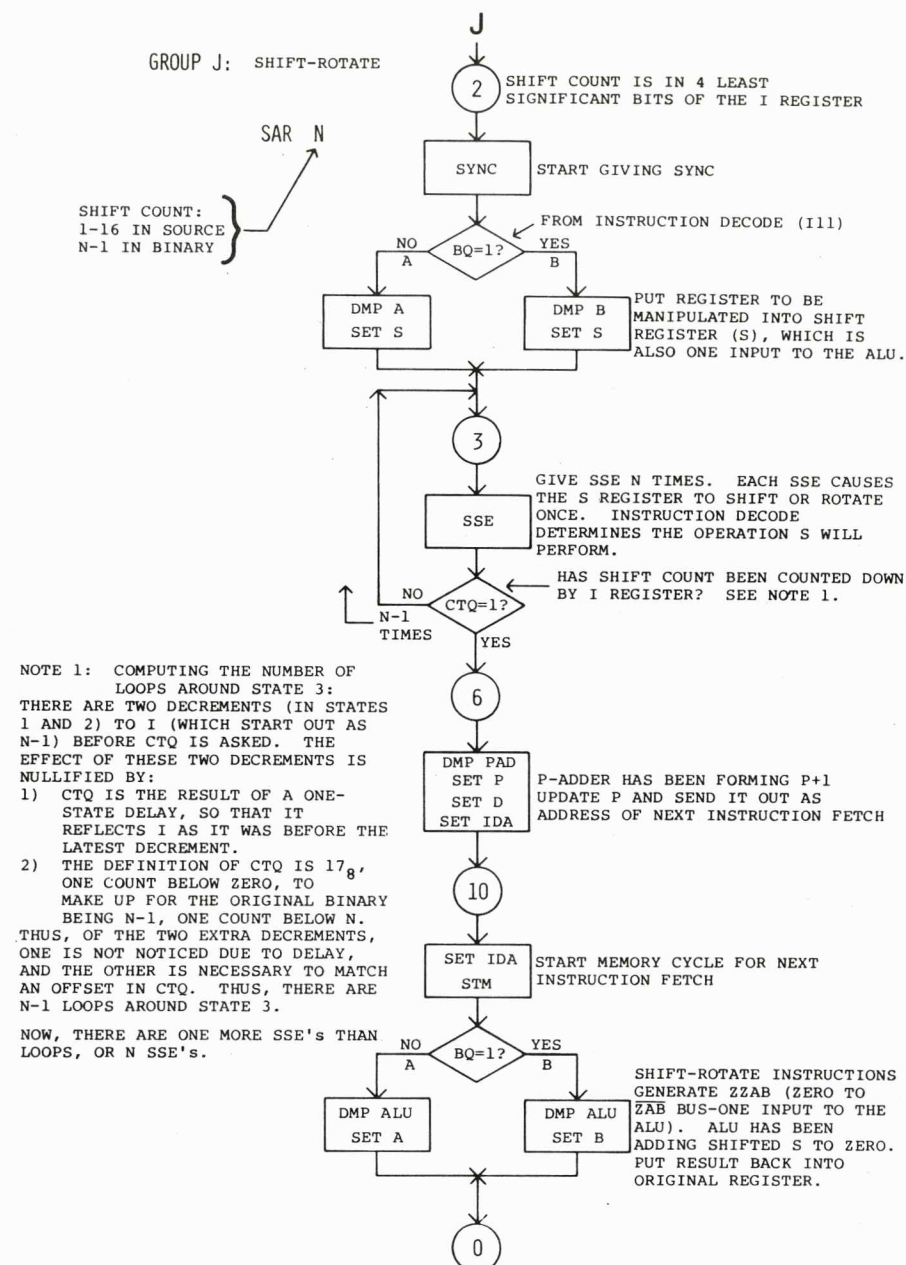 J
GROUP J: SHIFT-ROTATE
2
SHIFT COUNT IS IN 4 LEAST
SIGNIFICANT BITS OF THE I REGISTER
SAR N
SYNC
START GIVING SYNC
SHIFT COUNT:
1-16 IN SOURCE
N-1 IN BINARY
FROM INSTRUCTION DECODE (I11)
NO
A
BQ=1?
YES
B
DMP A
SET S
DMP B
SET S
PUT REGISTER TO BE
MANIPULATED INTO SHIFT
REGISTER (S), WHICH IS
ALSO ONE INPUT TO THE ALU.
3
SSE
GIVE SSE N TIMES. EACH SSE CAUSES
THE S REGISTER TO SHIFT OR ROTATE
ONCE. INSTRUCTION DECODE
DETERMINES THE OPERATION S WILL
PERFORM.
NO
CTQ=1?
HAS SHIFT COUNT BEEN COUNTED DOWN
BY I REGISTER? SEE NOTE 1.
N-1
TIMES
YES
NOTE 1: COMPUTING THE NUMBER OF
LOOPS AROUND STATE 3:
THERE ARE TWO DECREMENTS (IN STATES
1 AND 2) TO I (WHICH START OUT AS
N-1) BEFORE CTQ IS ASKED. THE
EFFECT OF THESE TWO DECREMENTS IS
NULLIFIED BY:
1) CTQ IS THE RESULT OF A ONE-
STATE DELAY, SO THAT IT
REFLECTS I AS IT WAS BEFORE THE
LATEST DECREMENT.
2) THE DEFINITION OF CTQ IS 17₈,
ONE COUNT BELOW ZERO, TO
MAKE UP FOR THE ORIGINAL BINARY
BEING N-1, ONE COUNT BELOW N.
THUS, OF THE TWO EXTRA DECREMENTS,
ONE IS NOT NOTICED DUE TO DELAY,
AND THE OTHER IS NECESSARY TO MATCH
AN OFFSET IN CTQ. THUS, THERE ARE
N-1 LOOPS AROUND STATE 3.
NOW, THERE ARE ONE MORE SSE's THAN
LOOPS, OR N SSE's.
6
DMP PAD
SET P
SET D
SET IDA
P-ADDER HAS BEEN FORMING P+1
UPDATE P AND SEND IT OUT AS
ADDRESS OF NEXT INSTRUCTION FETCH
10
SET IDA
STM
START MEMORY CYCLE FOR NEXT
INSTRUCTION FETCH
NO
A
BQ=1?
YES
B
DMP ALU
SET A
DMP ALU
SET B
SHIFT-ROTATE INSTRUCTIONS
GENERATE ZZAB (ZERO TO
Z̅A̅B̅ BUS-ONE INPUT TO THE
ALU). ALU HAS BEEN
ADDING SHIFTED S TO ZERO.
PUT RESULT BACK INTO
ORIGINAL REGISTER.
0